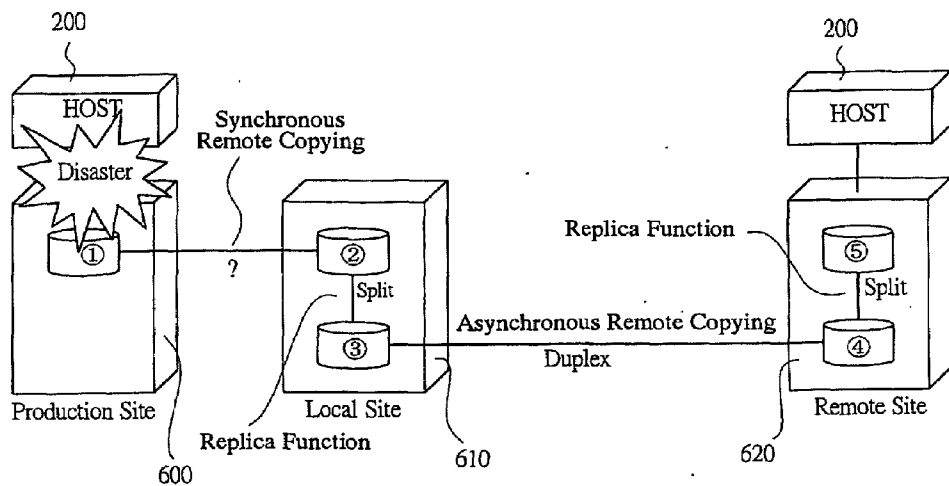 200
200
HOST
HOST
Synchronous
Remote Copying
Disaster
Replica Function
①
②
⑤
?
Split
Split
Asynchronous Remote Copying
③
④
Duplex
Production Site
Local Site
Remote Site
Replica Function
600
610
620